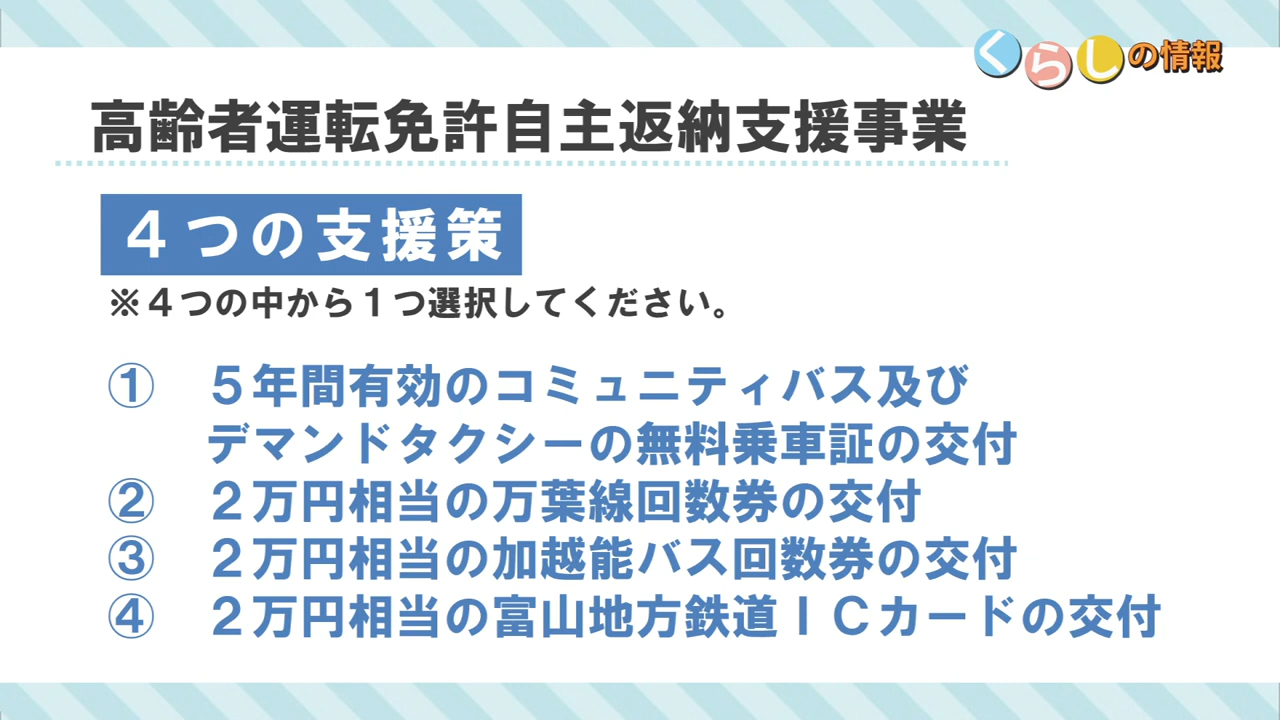 くらしの情報
高齢者運転免許自主返納支援事業
４つの支援策
※４つの中から１つ選択してください。
①　５年間有効のコミュニティバス及び
デマンドタクシーの無料乗車証の交付
②　２万円相当の万葉線回数券の交付
③　２万円相当の加越能バス回数券の交付
④　２万円相当の富山地方鉄道ＩＣカードの交付